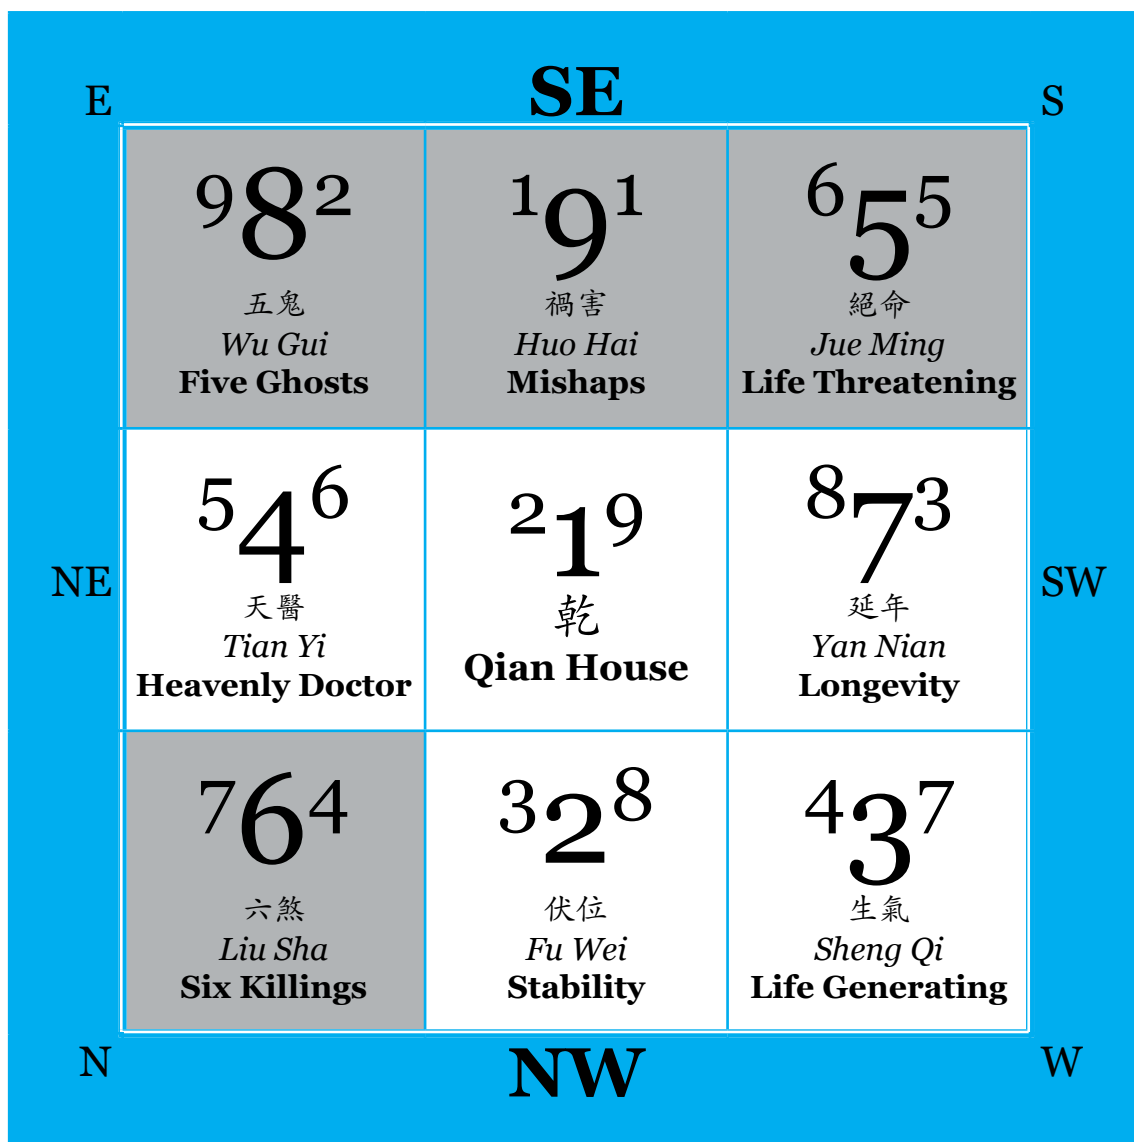 E SE S
982 191 655
五鬼 禍害 絕命
Wu Gui Huo Hai Jue Ming
Five Ghosts Mishaps Life Threatening
NE 546 219 873 SW
天醫 乾 延年
Tian Yi Yan Nian
Heavenly Doctor Qian House Longevity
764 328 437
六煞 伏位 生氣
Liu Sha Fu Wei Sheng Qi
Six Killings Stability Life Generating
N NW W